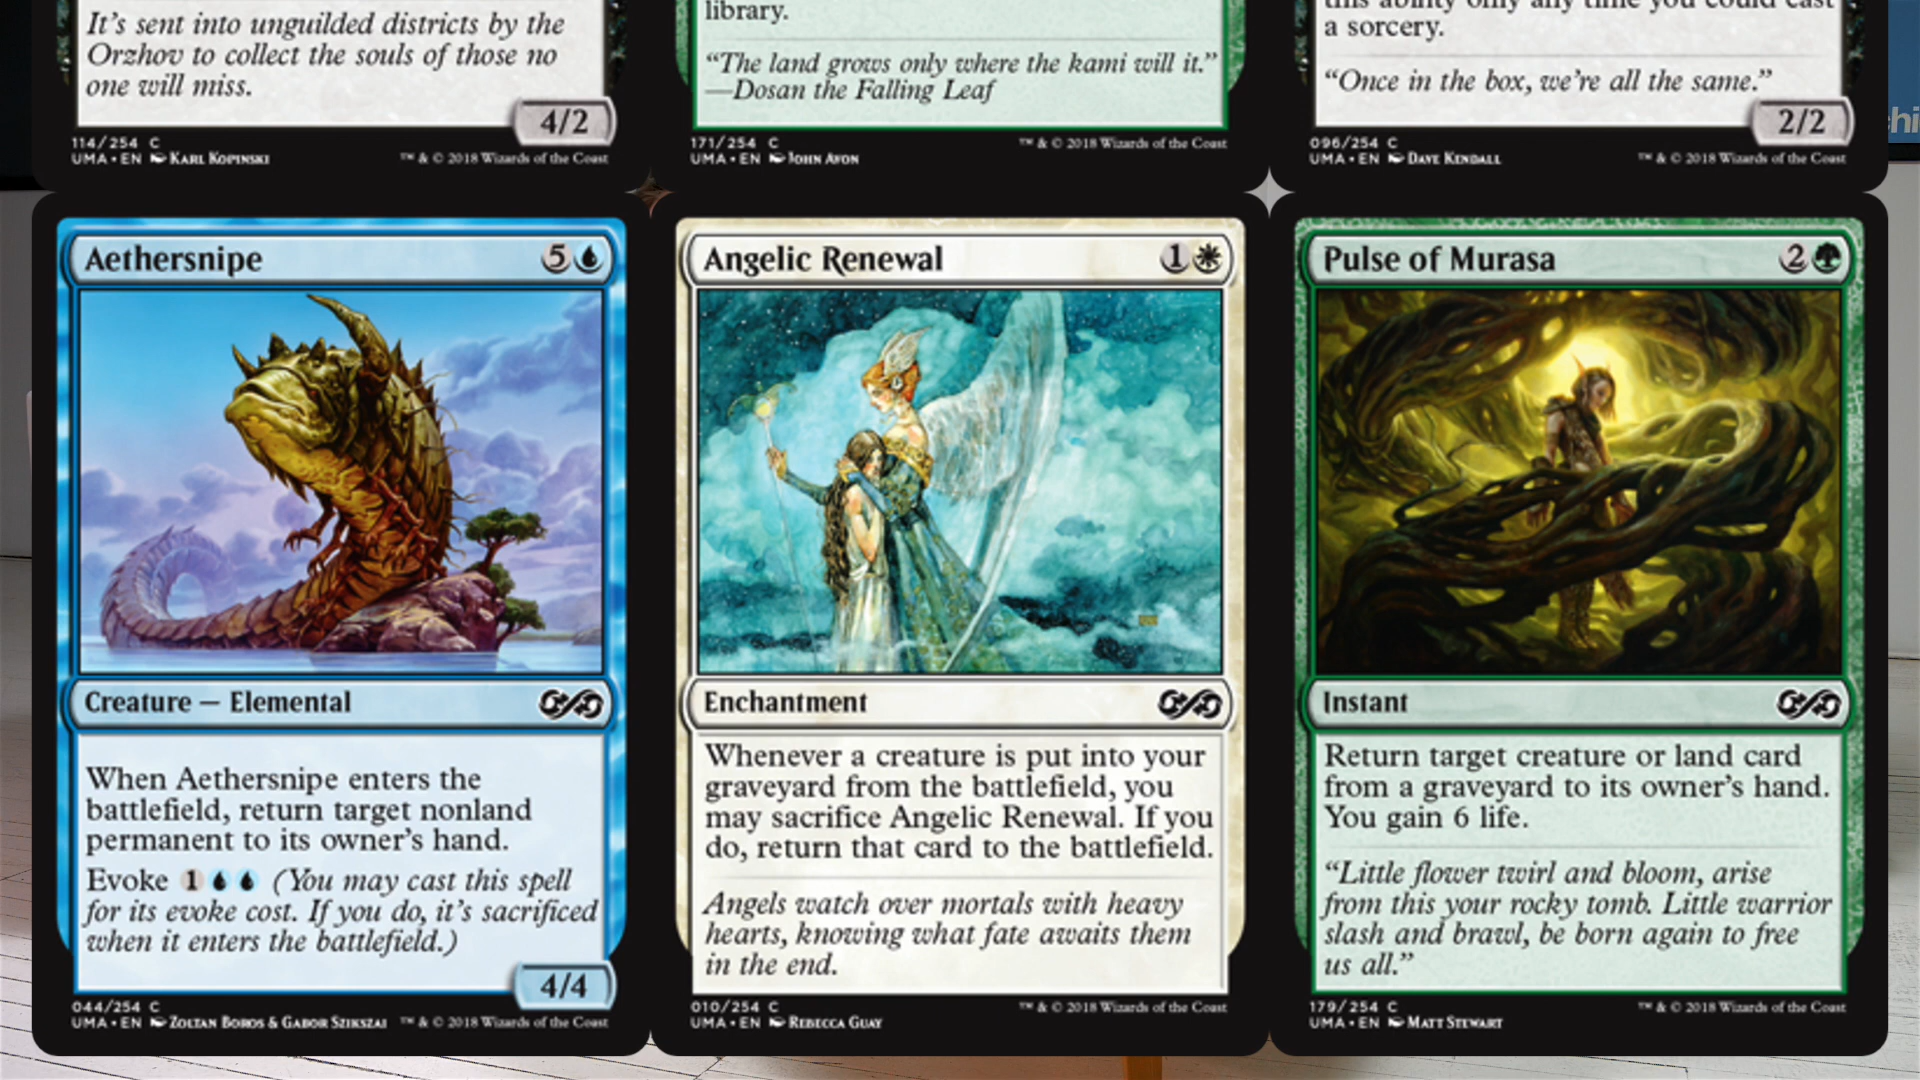 It's sent into unguilded districts by the
Orzhov to collect the souls of those no
one will miss.
4/2
114/254 C
UMA • EN KARL KOPINSKI ™ & © 2018 Wizards of the Coast
library.
"The land grows only where the kami will it."
—Dosan the Falling Leaf
171/254 C ™ & © 2018 Wizards of the Coast
UMA • EN JOHN AVON
this ability only any time you could cast
a sorcery.
"Once in the box, we're all the same."
2/2
096/254 C
UMA • EN DAVE KENDALL ™ & © 2018 Wizards of the Coast
Aethersnipe 5
Creature — Elemental
When Aethersnipe enters the
battlefield, return target nonland
permanent to its owner's hand.
Evoke 1 (You may cast this spell
for its evoke cost. If you do, it's sacrificed
when it enters the battlefield.)
4/4
044/254 C
UMA • EN ZOLTAN BOROS & GABOR SZIKSZAI ™ & © 2018 Wizards of the Coast
Angelic Renewal 1
Enchantment
Whenever a creature is put into your
graveyard from the battlefield, you
may sacrifice Angelic Renewal. If you
do, return that card to the battlefield.
Angels watch over mortals with heavy
hearts, knowing what fate awaits them
in the end.
010/254 C ™ & © 2018 Wizards of the Coast
UMA • EN REBECCA GUAY
Pulse of Murasa 2
Instant
Return target creature or land card
from a graveyard to its owner's hand.
You gain 6 life.
"Little flower twirl and bloom, arise
from this your rocky tomb. Little warrior
slash and brawl, be born again to free
us all."
179/254 C ™ & © 2018 Wizards of the Coast
UMA • EN MATT STEWART